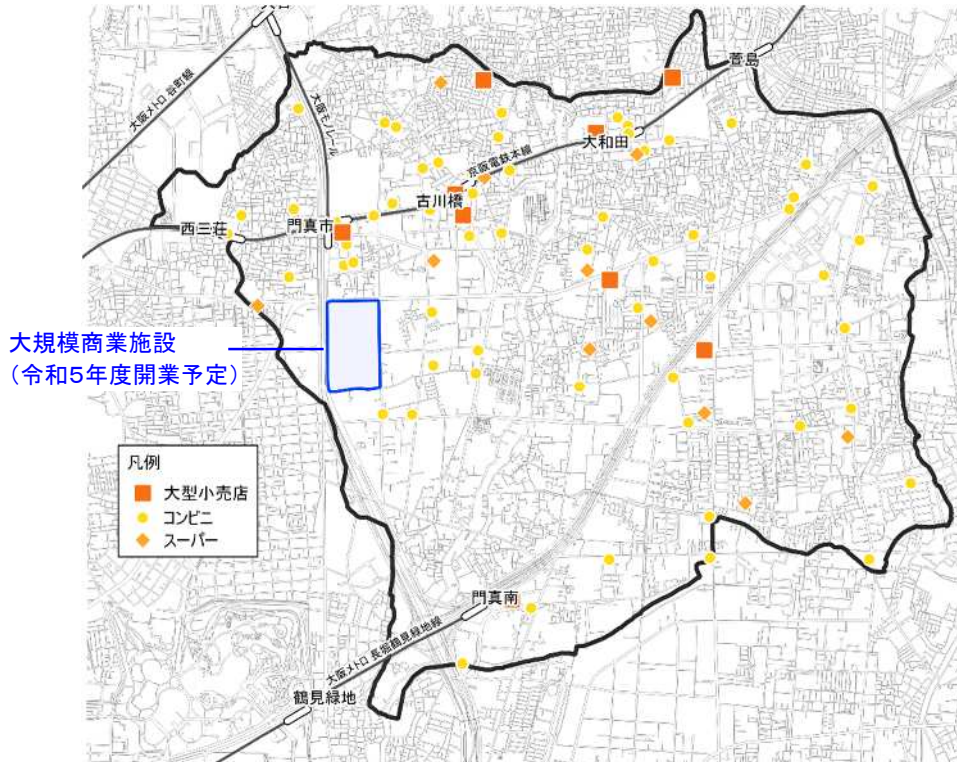 大阪メトロ 谷町線
大阪モノレール
萱島
大和田
京阪電鉄本線
古川橋
西三荘
門真市
大規模商業施設
（令和5年度開業予定）
凡例
大型小売店
コンビニ
スーパー
門真南
大阪メトロ 長堀鶴見緑地線
鶴見緑地